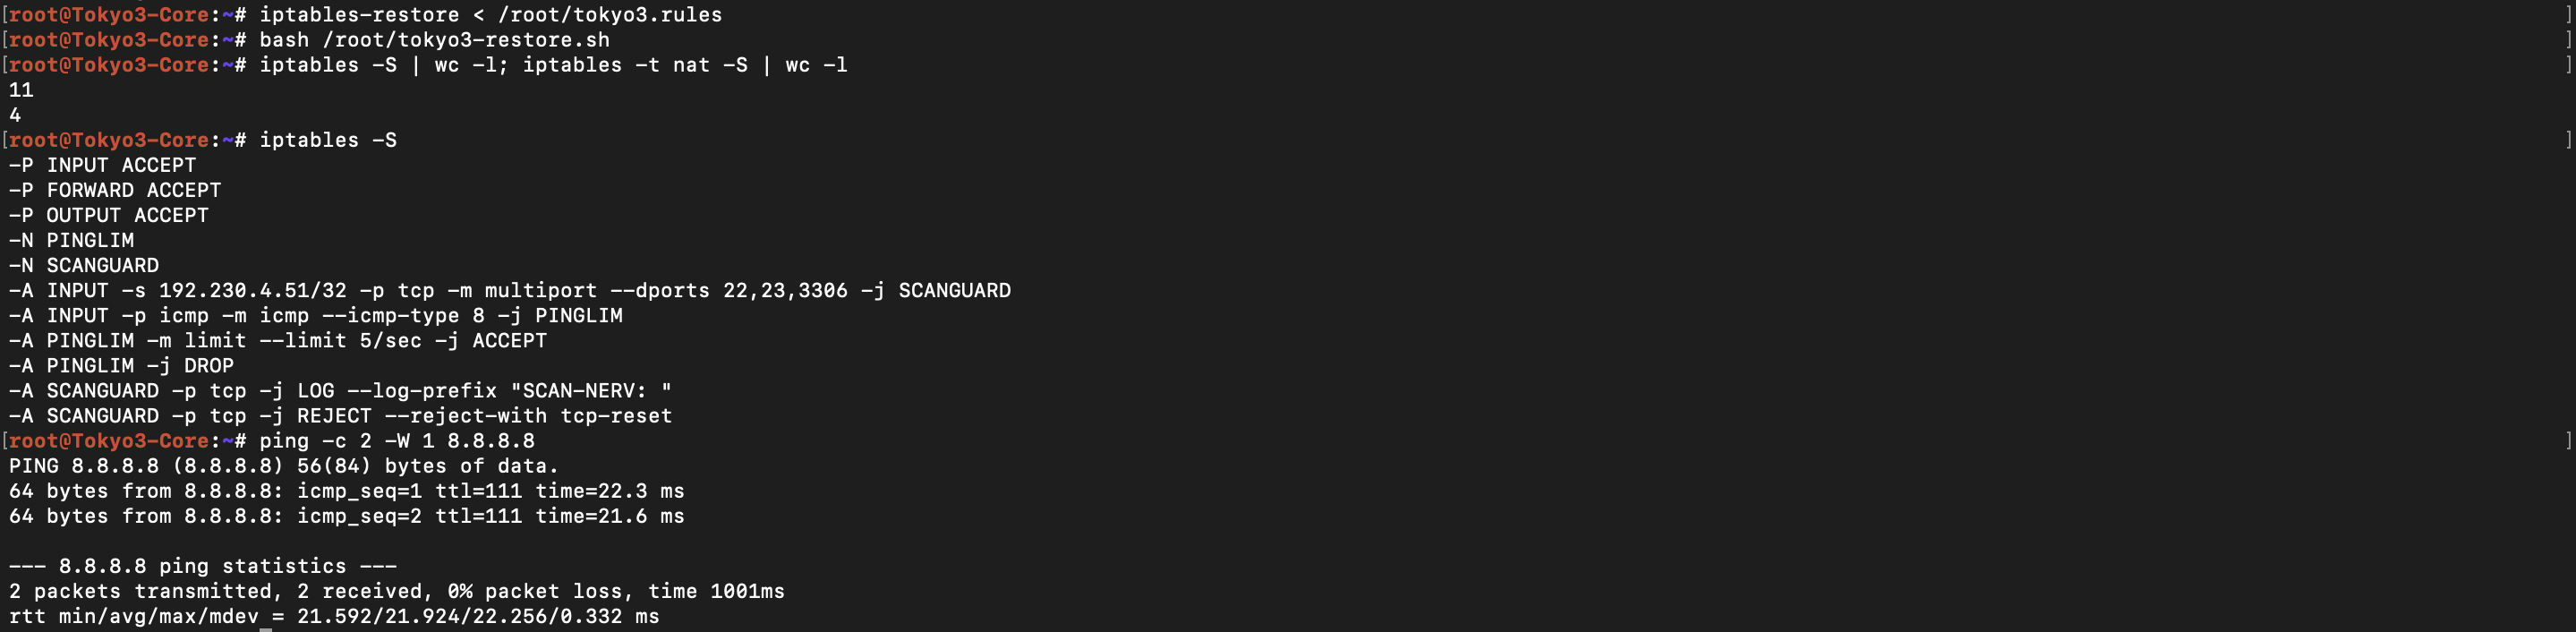 [root@Tokyo3-Core:~# iptables-restore < /root/tokyo3.rules ]
[root@Tokyo3-Core:~# bash /root/tokyo3-restore.sh ]
[root@Tokyo3-Core:~# iptables -S | wc -l; iptables -t nat -S | wc -l ]
11
4
[root@Tokyo3-Core:~# iptables -S ]
-P INPUT ACCEPT
-P FORWARD ACCEPT
-P OUTPUT ACCEPT
-N PINGLIM
-N SCANGUARD
-A INPUT -s 192.230.4.51/32 -p tcp -m multiport --dports 22,23,3306 -j SCANGUARD
-A INPUT -p icmp -m icmp --icmp-type 8 -j PINGLIM
-A PINGLIM -m limit --limit 5/sec -j ACCEPT
-A PINGLIM -j DROP
-A SCANGUARD -p tcp -j LOG --log-prefix "SCAN-NERV: "
-A SCANGUARD -p tcp -j REJECT --reject-with tcp-reset
[root@Tokyo3-Core:~# ping -c 2 -W 1 8.8.8.8 ]
PING 8.8.8.8 (8.8.8.8) 56(84) bytes of data.
64 bytes from 8.8.8.8: icmp_seq=1 ttl=111 time=22.3 ms
64 bytes from 8.8.8.8: icmp_seq=2 ttl=111 time=21.6 ms
--- 8.8.8.8 ping statistics ---
2 packets transmitted, 2 received, 0% packet loss, time 1001ms
rtt min/avg/max/mdev = 21.592/21.924/22.256/0.332 ms